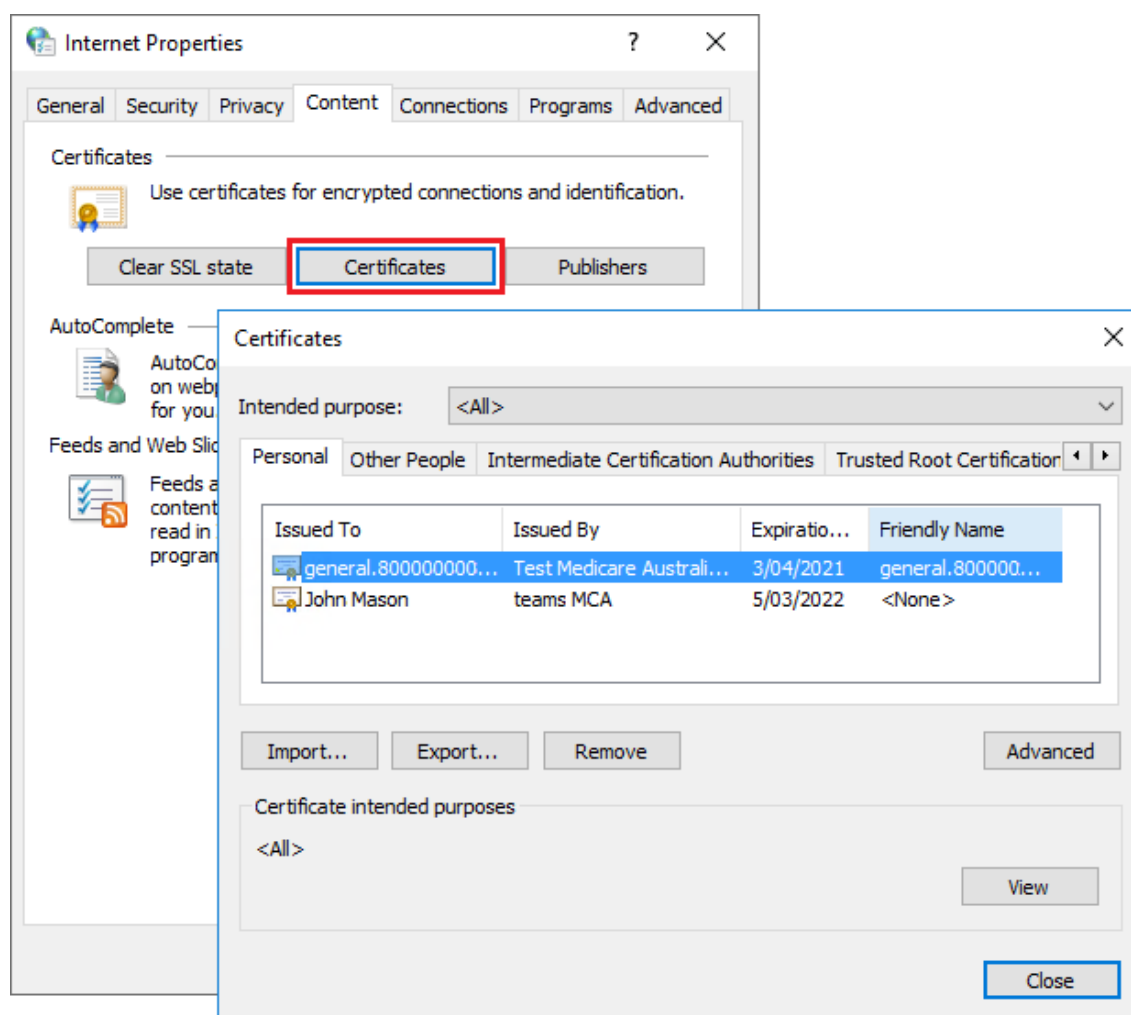 Internet Properties ?
General Security Privacy Content Connections Programs Advanced
Certificates
Use certificates for encrypted connections and identification.
Clear SSL state Certificates Publishers
AutoComplete
AutoCo
on web
for you
Feeds and Web Slic
Feeds a
content
read in
program
Certificates
Intended purpose: <All>
Personal Other People Intermediate Certification Authorities Trusted Root Certification
Issued To Issued By Expiratio... Friendly Name
general.800000000... Test Medicare Australi... 3/04/2021 general.800000...
John Mason teams MCA 5/03/2022 <None>
Import... Export... Remove Advanced
Certificate intended purposes
<All>
View
Close